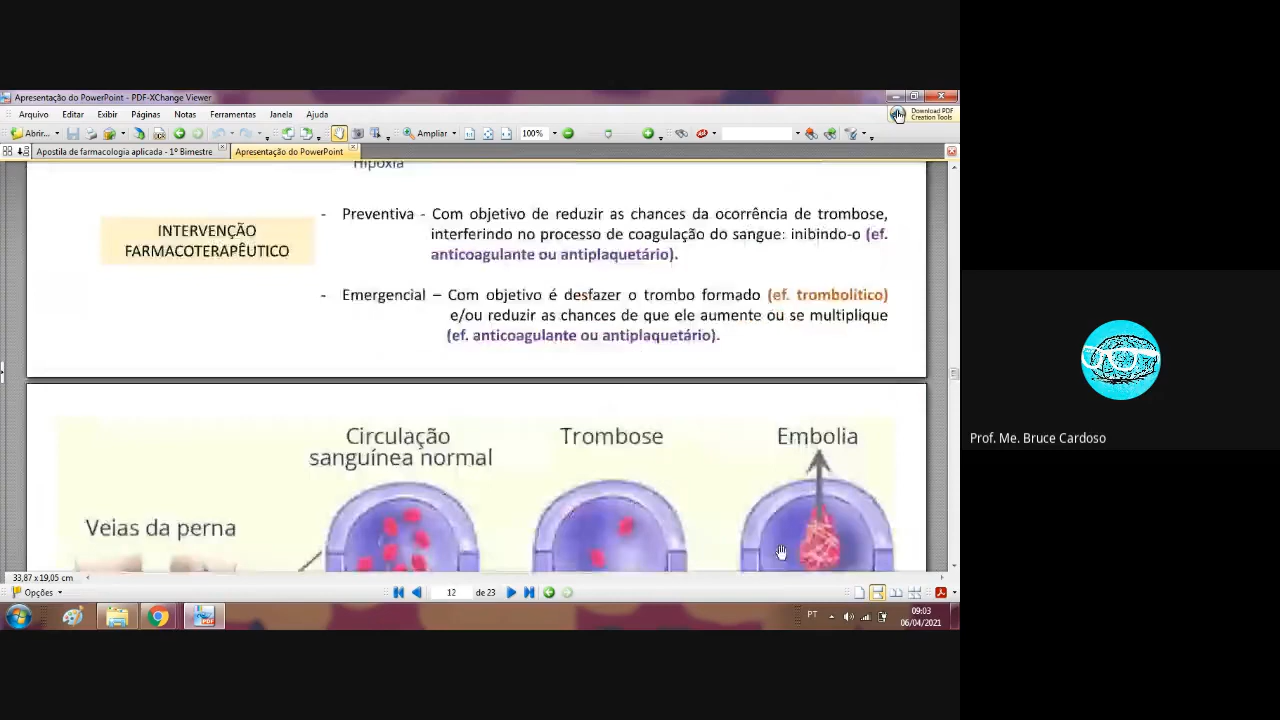 Apresentação do PowerPoint - PDF-XChange Viewer
Arquivo Editar Exibir Páginas Notas Ferramentas Janela Ajuda
Download PDF
Creation Tools
Abrir... Ampliar 100%
Apostila de farmacologia aplicada - 1º Bimestre
Apresentação do PowerPoint
Hipóxia
INTERVENÇÃO
FARMACOTERAPÊUTICO
- Preventiva - Com objetivo de reduzir as chances da ocorrência de trombose,
interferindo no processo de coagulação do sangue: inibindo-o (ef.
anticoagulante ou antiplaquetário).
- Emergencial – Com objetivo é desfazer o trombo formado (ef. trombolítico)
e/ou reduzir as chances de que ele aumente ou se multiplique
(ef. anticoagulante ou antiplaquetário).
Circulação
sanguínea normal
Trombose
Embolia
Veias da perna
Prof. Me. Bruce Cardoso
33,87 x 19,05 cm
Opções 12 de 23
PT
09:03
06/04/2021